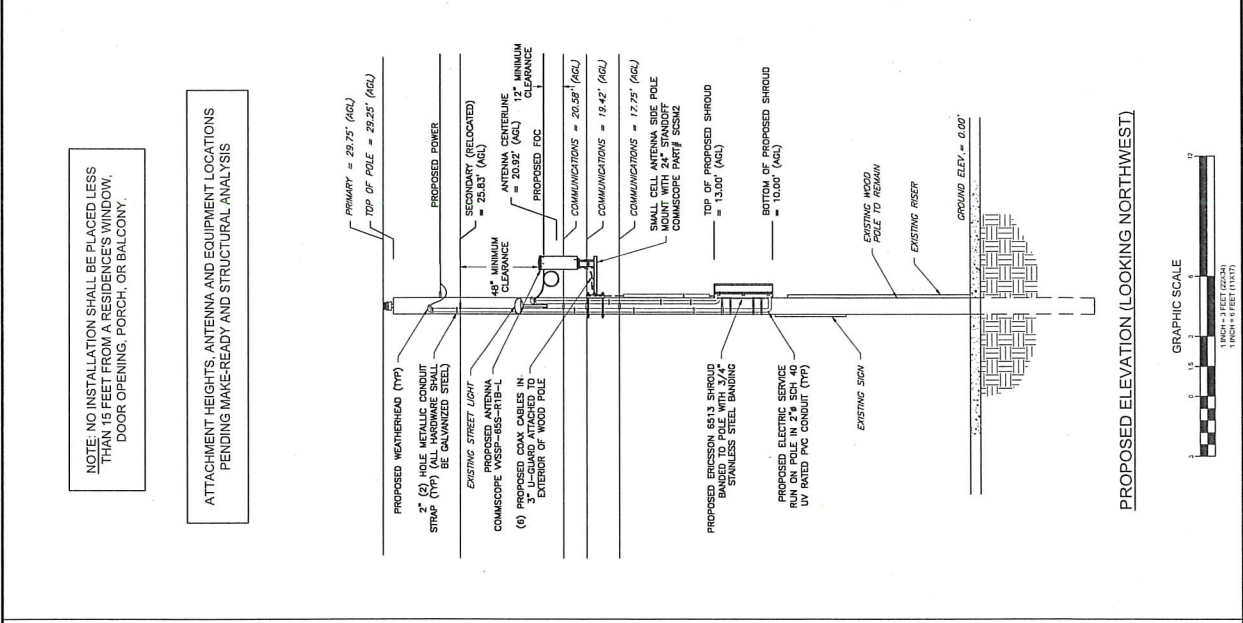 NOTE: NO INSTALLATION SHALL BE PLACED LESS
THAN 15 FEET FROM A RESIDENCE'S WINDOW,
DOOR OPENING, PORCH, OR BALCONY.
ATTACHMENT HEIGHTS, ANTENNA AND EQUIPMENT LOCATIONS
PENDING MAKE-READY AND STRUCTURAL ANALYSIS
PROPOSED WEATHERHEAD (TYP)
2" (2) HOLE METALLIC CONDUIT
STRAP (TYP) (ALL HARDWARE SHALL
BE GALVANIZED STEEL)
EXISTING STREET LIGHT
PROPOSED ANTENNA
COMMSCOPE VVSSP-65S-R1B-L
(6) PROPOSED COAX CABLES IN
3" U-GUARD ATTACHED TO
EXTERIOR OF WOOD POLE
PROPOSED ERICSSON 6513 SHROUD
BANDED TO POLE WITH 3/4"
STAINLESS STEEL BANDING
PROPOSED ELECTRIC SERVICE
RUN ON POLE IN 2"ø SCH 40
UV RATED PVC CONDUIT (TYP)
EXISTING SIGN
48" MINIMUM
CLEARANCE
PRIMARY = 29.75' (AGL)
TOP OF POLE = 29.25' (AGL)
PROPOSED POWER
SECONDARY (RELOCATED)
= 25.83' (AGL)
ANTENNA CENTERLINE
= 20.92' (AGL)
12" MINIMUM
CLEARANCE
PROPOSED FOC
COMMUNICATIONS = 20.58' (AGL)
COMMUNICATIONS = 19.42' (AGL)
COMMUNICATIONS = 17.75' (AGL)
SMALL CELL ANTENNA SIDE POLE
MOUNT WITH 24" STANDOFF
COMMSCOPE PART# SCSM2
TOP OF PROPOSED SHROUD
= 13.00' (AGL)
BOTTOM OF PROPOSED SHROUD
= 10.00' (AGL)
EXISTING WOOD
POLE TO REMAIN
EXISTING RISER
GROUND ELEV.= 0.00'
PROPOSED ELEVATION (LOOKING NORTHWEST)
GRAPHIC SCALE
3 0 1.5 3 6 12
1 INCH = 3 FEET (22X34)
1 INCH = 6 FEET (11X17)